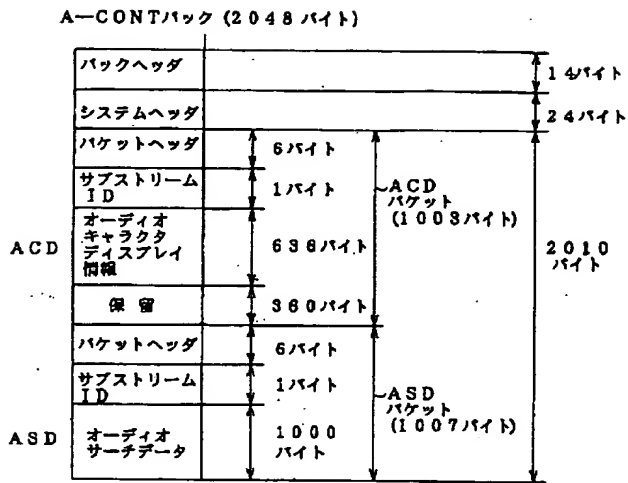 A—CONTパック (2048バイト)
パックヘッダ
14バイト
システムヘッダ
24バイト
パケットヘッダ
6バイト
サブストリーム
ID
1バイト
ACD
オーディオ
キャラクタ
ディスプレイ
情報
636バイト
保留
360バイト
ACD
パケット
(1003バイト)
2010
バイト
パケットヘッダ
6バイト
サブストリーム
ID
1バイト
ASD
オーディオ
サーチデータ
1000
バイト
ASD
パケット
(1007バイト)